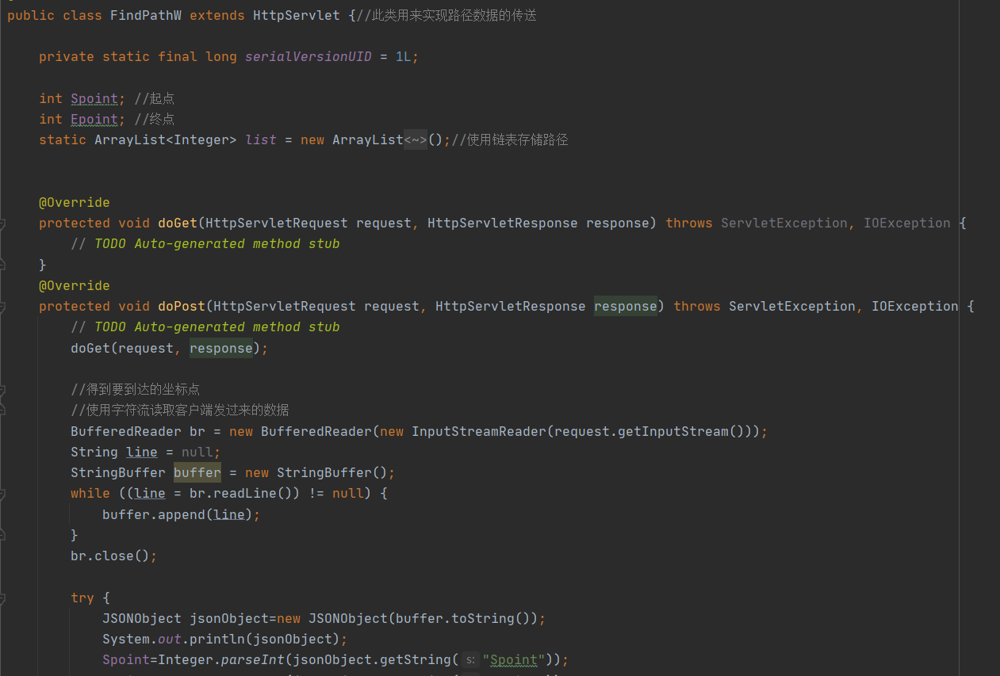 public class FindPathW extends HttpServlet {//此类用来实现路径数据的传送
private static final long serialVersionUID = 1L;
int Spoint; //起点
int Epoint; //终点
static ArrayList<Integer> list = new ArrayList<~>();//使用链表存储路径
@Override
protected void doGet(HttpServletRequest request, HttpServletResponse response) throws ServletException, IOException {
// TODO Auto-generated method stub
}
@Override
protected void doPost(HttpServletRequest request, HttpServletResponse response) throws ServletException, IOException {
// TODO Auto-generated method stub
doGet(request, response);
//得到要到达的坐标点
//使用字符流读取客户端发过来的数据
BufferedReader br = new BufferedReader(new InputStreamReader(request.getInputStream()));
String line = null;
StringBuffer buffer = new StringBuffer();
while ((line = br.readLine()) != null) {
buffer.append(line);
}
br.close();
try {
JSONObject jsonObject=new JSONObject(buffer.toString());
System.out.println(jsonObject);
Spoint=Integer.parseInt(jsonObject.getString( s: "Spoint"));